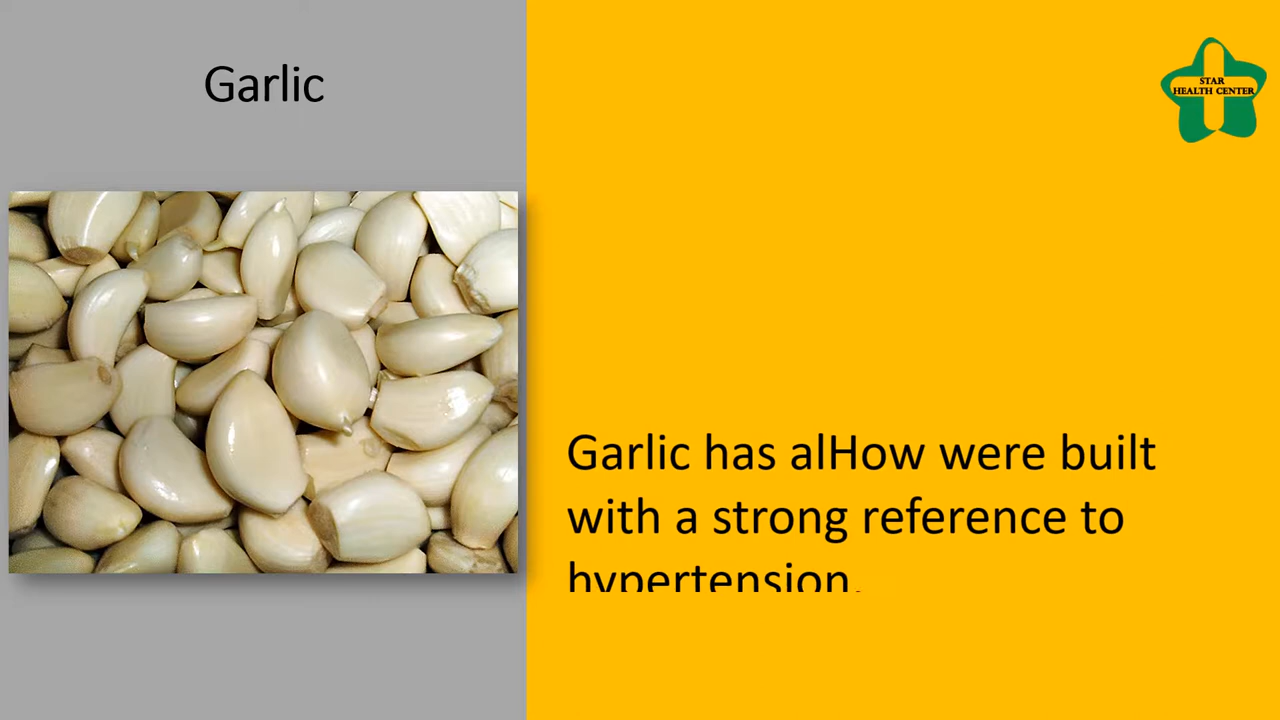 Garlic
STAR
HEALTH CENTER
Garlic has alHow were built
with a strong reference to
hypertension.